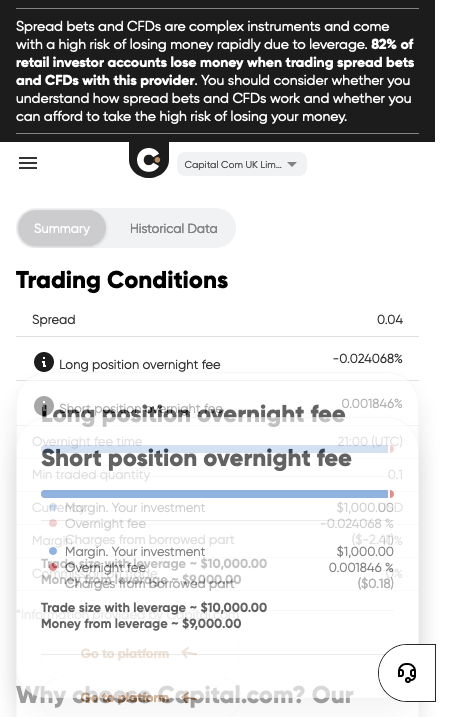 Spread bets and CFDs are complex instruments and come
with a high risk of losing money rapidly due to leverage. 82% of
retail investor accounts lose money when trading spread bets
and CFDs with this provider. You should consider whether you
understand how spread bets and CFDs work and whether you
can afford to take the high risk of losing your money.
Capital Com UK Lim...
Summary Historical Data
Trading Conditions
Spread 0.04
Long position overnight fee -0.024068%
Short position overnight fee 0.001846%
Long position overnight fee
Overnight fee time 21:00 (UTC)
Short position overnight fee
Min traded quantity 0.1
Margin. Your investment $1,000.00
Overnight fee -0.024068 %
Charges from borrowed part
Margin. Your investment $1,000.00
Overnight fee 0.001846 %
Charges from borrowed part ($0.18)
Trade size with leverage ~ $10,000.00
Money from leverage ~ $9,000.00
Trade size with leverage ~ $10,000.00
Money from leverage ~ $9,000.00
Go to platform
Why choose Capital.com? Our
Go to platform